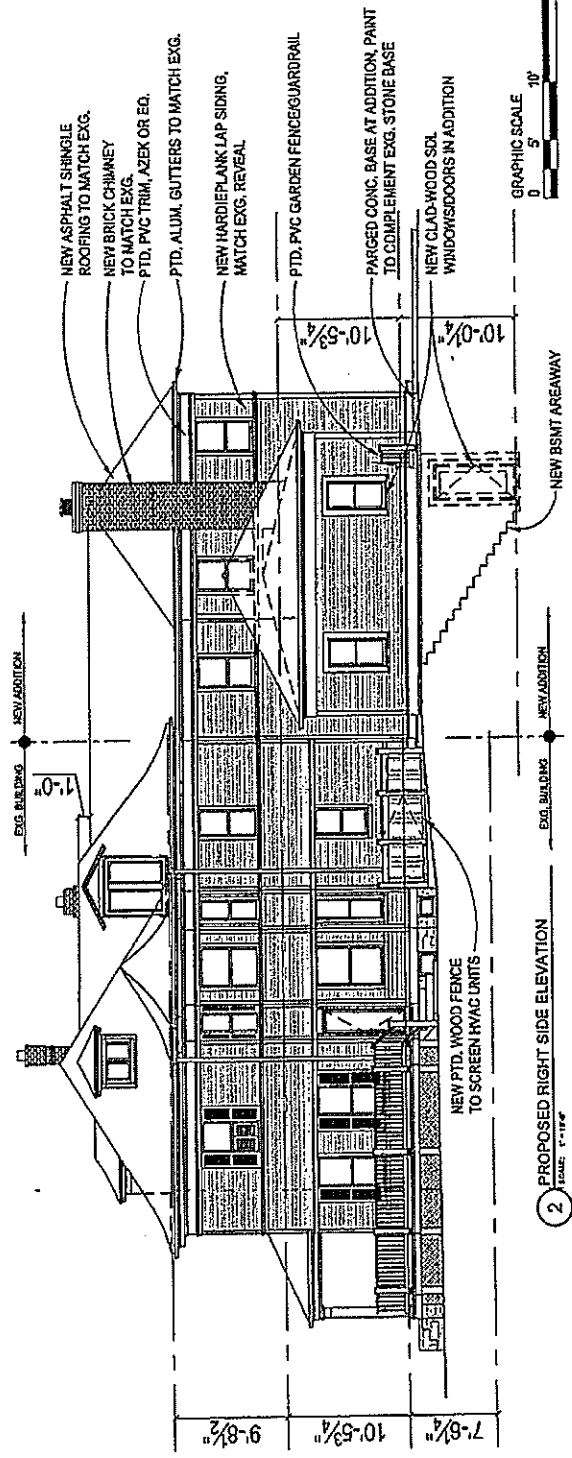 EXG. BUILDING
NEW ADDITION
1'-0"
NEW ASPHALT SHINGLE
ROOFING TO MATCH EXG.
NEW BRICK CHIMNEY
TO MATCH EXG.
PTD. PVC TRIM, AZEK OR EQ.
PTD. ALUM. GUTTERS TO MATCH EXG.
NEW HARDIEPLANK LAP SIDING,
MATCH EXG. REVEAL
PTD. PVC GARDEN FENCE/GUARDRAIL
PARGED CONC. BASE AT ADDITION, PAINT
TO COMPLEMENT EXG. STONE BASE
NEW CLAD-WOOD SDL
WINDOWS/DOORS IN ADDITION
9'-8½"
10'-5¾"
7'-6¼"
10'-5¾"
10'-0¼"
NEW PTD. WOOD FENCE
TO SCREEN HVAC UNITS
NEW BSMT AREAWAY
EXG. BUILDING
NEW ADDITION
2
PROPOSED RIGHT SIDE ELEVATION
SCALE:
GRAPHIC SCALE
0 5' 10'